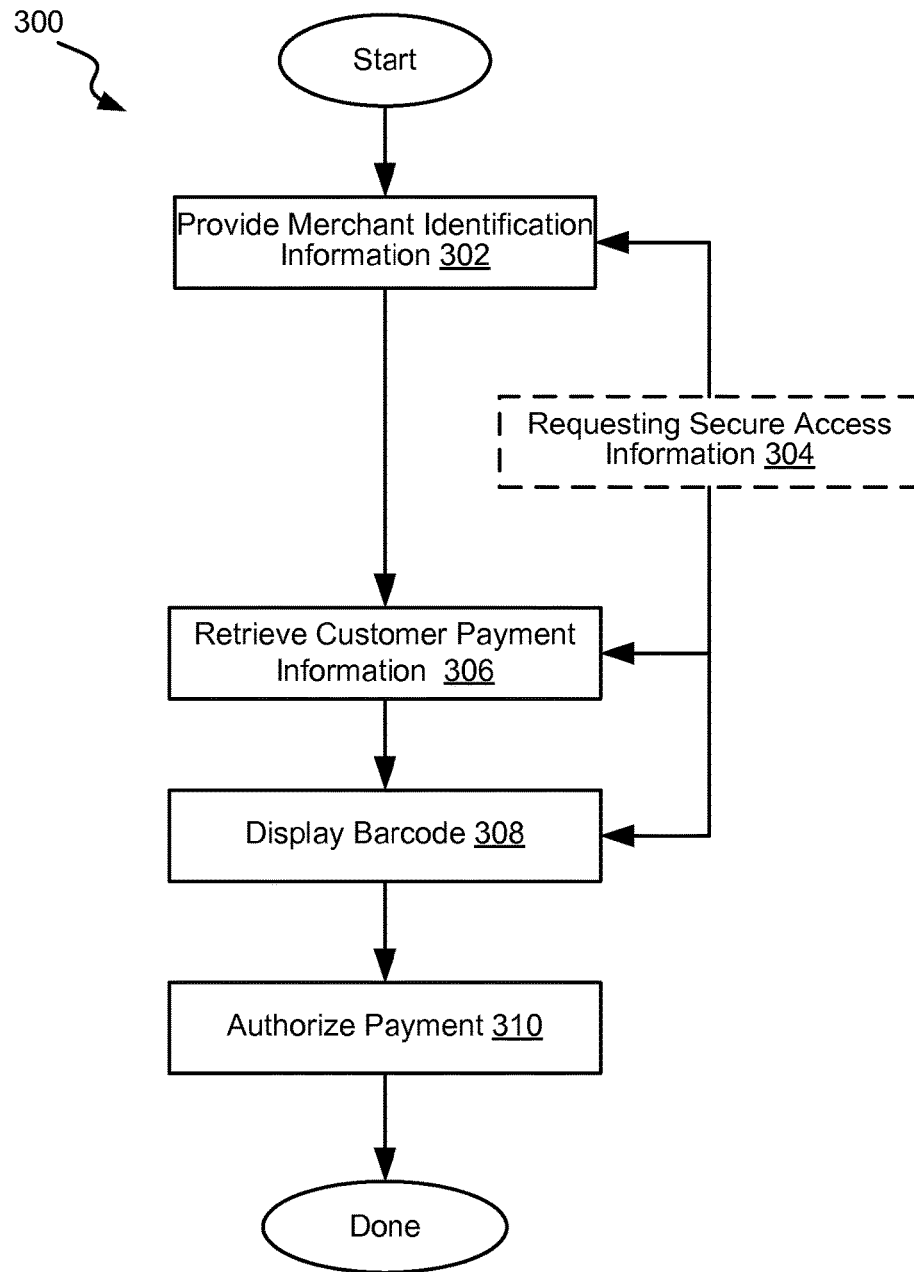 300
Start
Provide Merchant Identification
Information 302
Requesting Secure Access
Information 304
Retrieve Customer Payment
Information 306
Display Barcode 308
Authorize Payment 310
Done